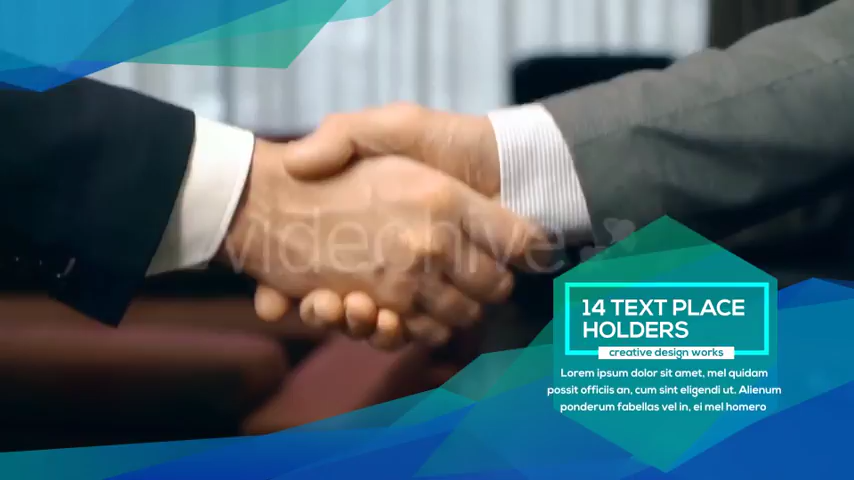 videohive
14 TEXT PLACE
HOLDERS
creative design works
Lorem ipsum dolor sit amet, mel quidam
possit officiis an, cum sint eligendi ut. Alienum
ponderum fabellas vel in, ei mel homero